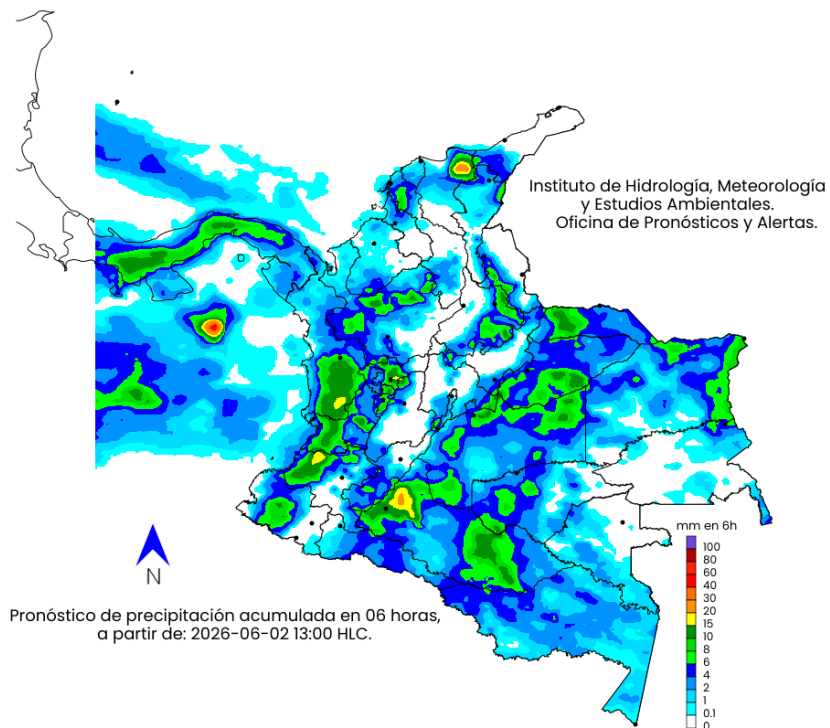 Instituto de Hidrología, Meteorología
y Estudios Ambientales.
Oficina de Pronósticos y Alertas.
mm en 6h
100
80
60
40
30
20
15
10
8
6
4
2
1
0.1
0
N
Pronóstico de precipitación acumulada en 06 horas,
a partir de: 2026-06-02 13:00 HLC.